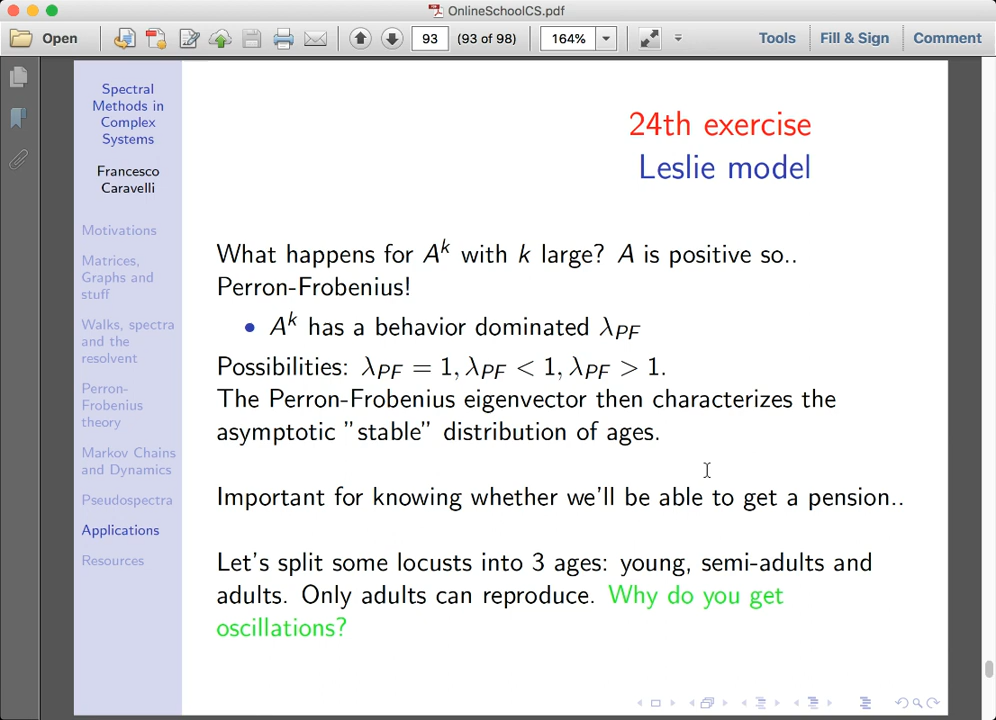 OnlineSchoolCS.pdf
Open
93
(93 of 98)
164%
Tools
Fill & Sign
Comment
Spectral
Methods in
Complex
Systems
Francesco
Caravelli
Motivations
Matrices,
Graphs and
stuff
Walks, spectra
and the
resolvent
Perron-
Frobenius
theory
Markov Chains
and Dynamics
Pseudospectra
Applications
Resources
24th exercise
Leslie model
What happens for A^k with k large? A is positive so..
Perron-Frobenius!
• A^k has a behavior dominated λ_PF
Possibilities: λ_PF = 1, λ_PF < 1, λ_PF > 1.
The Perron-Frobenius eigenvector then characterizes the
asymptotic ”stable” distribution of ages.
Important for knowing whether we'll be able to get a pension..
Let's split some locusts into 3 ages: young, semi-adults and
adults. Only adults can reproduce. Why do you get
oscillations?